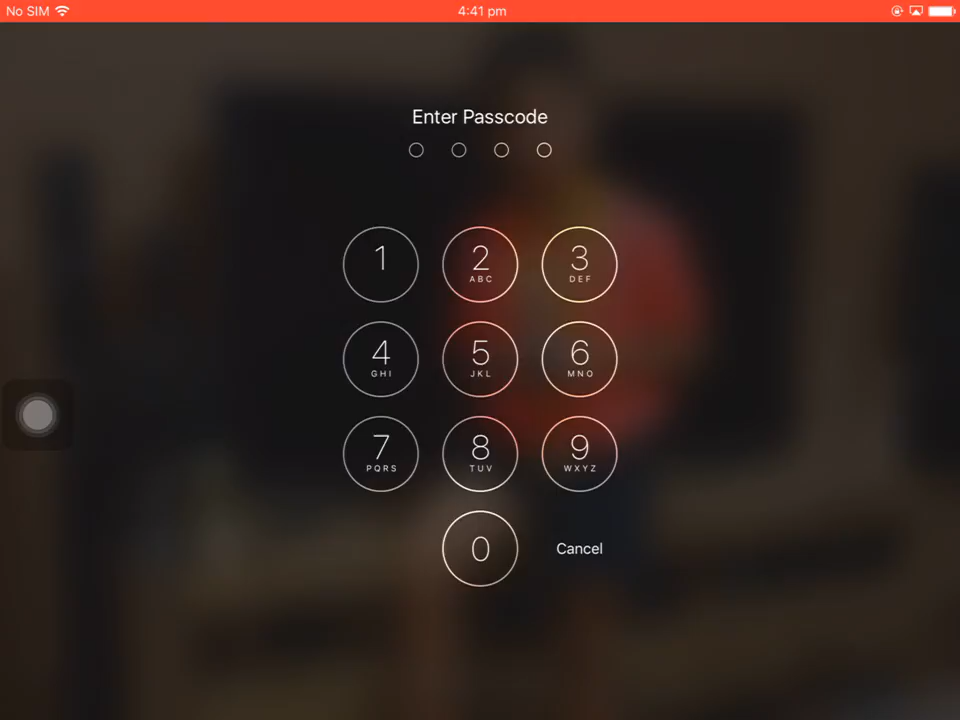 No SIM 4:41 pm
Enter Passcode
1 2 3
ABC DEF
4 5 6
GHI JKL MNO
7 8 9
PQRS TUV WXYZ
0 Cancel